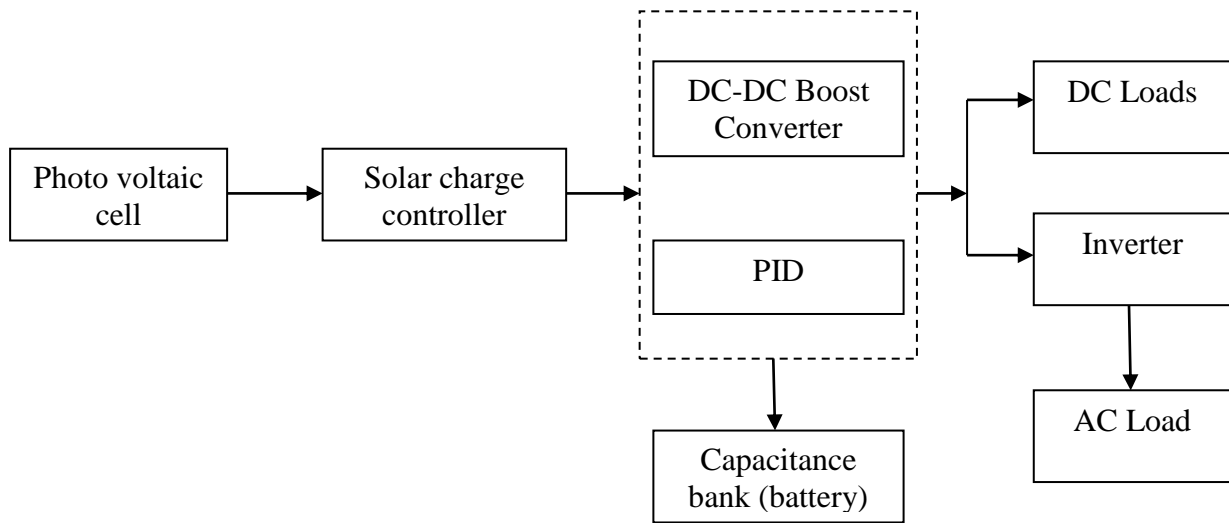 Photo voltaic
cell
Solar charge
controller
DC-DC Boost
Converter
PID
Capacitance
bank (battery)
DC Loads
Inverter
AC Load